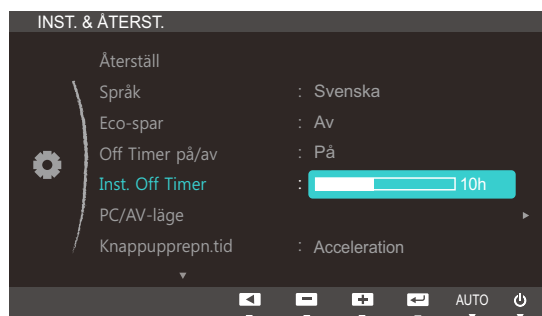 INST. & ÅTERST.
Återställ
Språk : Svenska
Eco-spar : Av
Off Timer på/av : På
Inst. Off Timer : 10h
PC/AV-läge
Knappupprepn.tid : Acceleration
AUTO